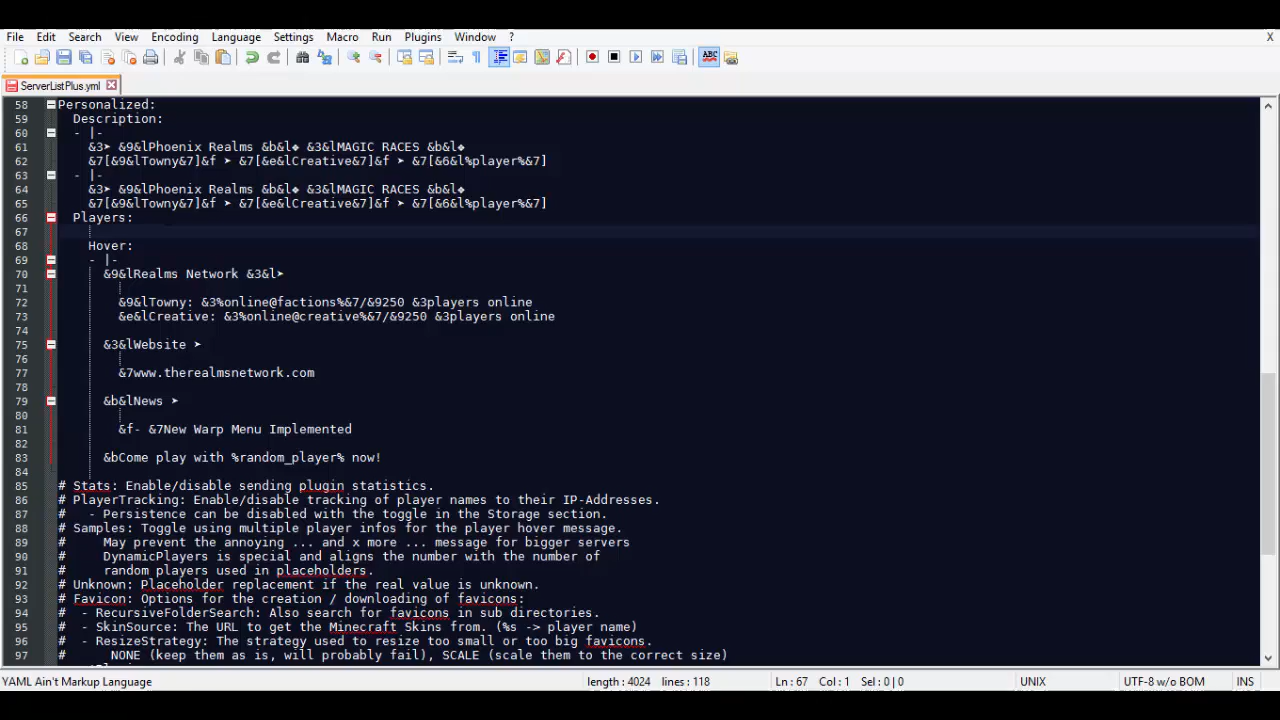 File Edit Search View Encoding Language Settings Macro Run Plugins Window ? X
ServerListPlus.yml
58 Personalized:
59 Description:
60 - |-
61 &3➤ &9&lPhoenix Realms &b&l❖ &3&lMAGIC RACES &b&l❖
62 &7[&9&lTowny&7]&f ➤ &7[&e&lCreative&7]&f ➤ &7[&6&l%player%&7]
63 - |-
64 &3➤ &9&lPhoenix Realms &b&l❖ &3&lMAGIC RACES &b&l❖
65 &7[&9&lTowny&7]&f ➤ &7[&e&lCreative&7]&f ➤ &7[&6&l%player%&7]
66 Players:
67
68 Hover:
69 - |-
70 &9&lRealms Network &3&l➤
71
72 &9&lTowny: &3%online@factions%&7/&9250 &3players online
73 &e&lCreative: &3%online@creative%&7/&9250 &3players online
74
75 &3&lWebsite ➤
76
77 &7www.therealmsnetwork.com
78
79 &b&lNews ➤
80
81 &f- &7New Warp Menu Implemented
82
83 &bCome play with %random_player% now!
84
85 # Stats: Enable/disable sending plugin statistics.
86 # PlayerTracking: Enable/disable tracking of player names to their IP-Addresses.
87 # - Persistence can be disabled with the toggle in the Storage section.
88 # Samples: Toggle using multiple player infos for the player hover message.
89 # May prevent the annoying ... and x more ... message for bigger servers
90 # DynamicPlayers is special and aligns the number with the number of
91 # random players used in placeholders.
92 # Unknown: Placeholder replacement if the real value is unknown.
93 # Favicon: Options for the creation / downloading of favicons:
94 # - RecursiveFolderSearch: Also search for favicons in sub directories.
95 # - SkinSource: The URL to get the Minecraft Skins from. (%s -> player name)
96 # - ResizeStrategy: The strategy used to resize too small or too big favicons.
97 # NONE (keep them as is, will probably fail), SCALE (scale them to the correct size)
YAML Ain't Markup Language length : 4024 lines : 118 Ln : 67 Col : 1 Sel : 0 | 0 UNIX UTF-8 w/o BOM INS